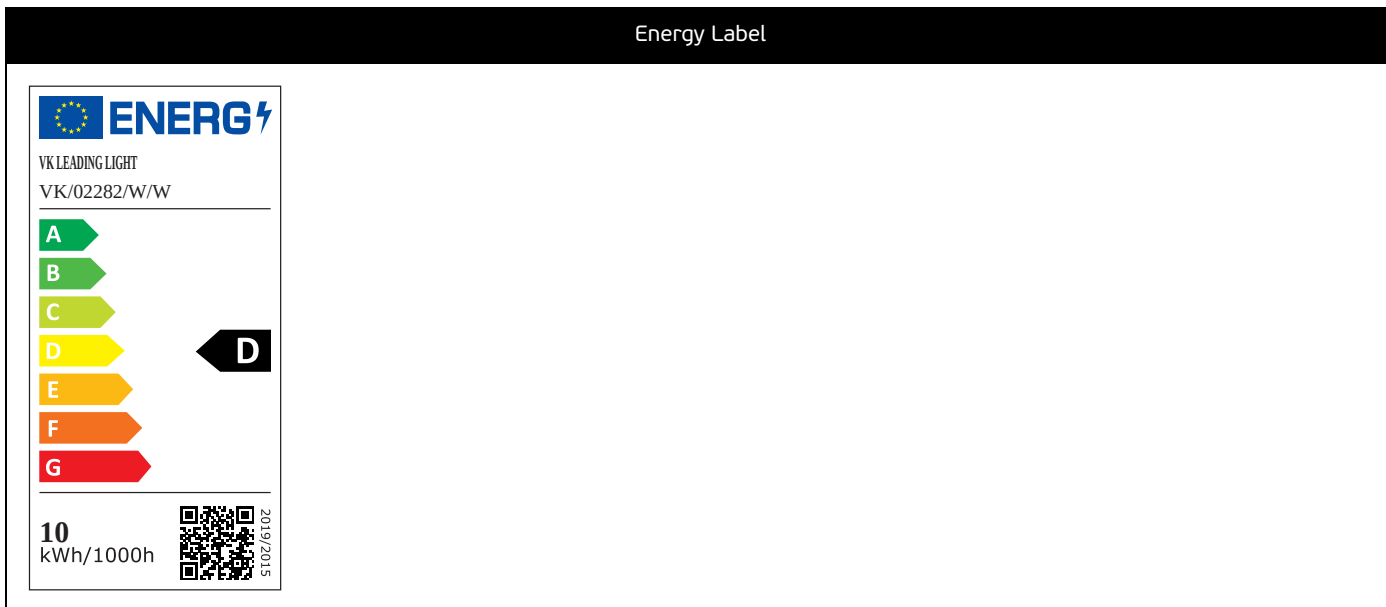 Energy Label
ENERG
VK LEADING LIGHT
VK/02282/W/W
A
B
C
D
D
E
F
G
10
kWh/1000h
2019/2015